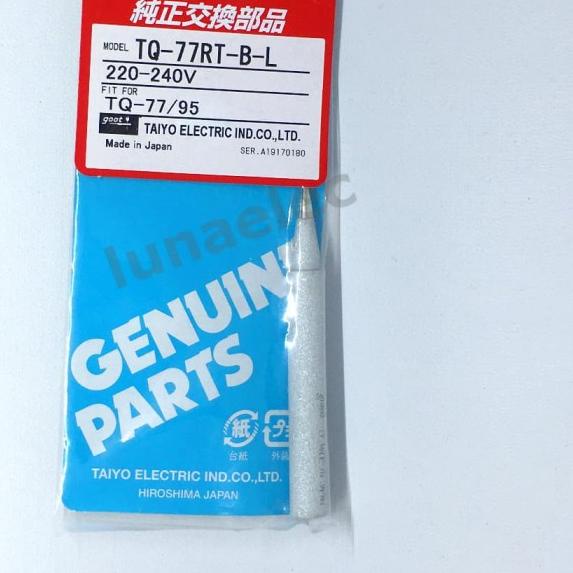 純正交換部品
MODEL TQ-77RT-B-L
220-240V
FIT FOR
TQ-77/95
goot TAIYO ELECTRIC IND.CO.,LTD.
Made in Japan SER.A19170180
lunaelec
GENUINE
PARTS
紙 プ
台紙 外装
TAIYO ELECTRIC IND.CO.,LTD.
HIROSHIMA JAPAN